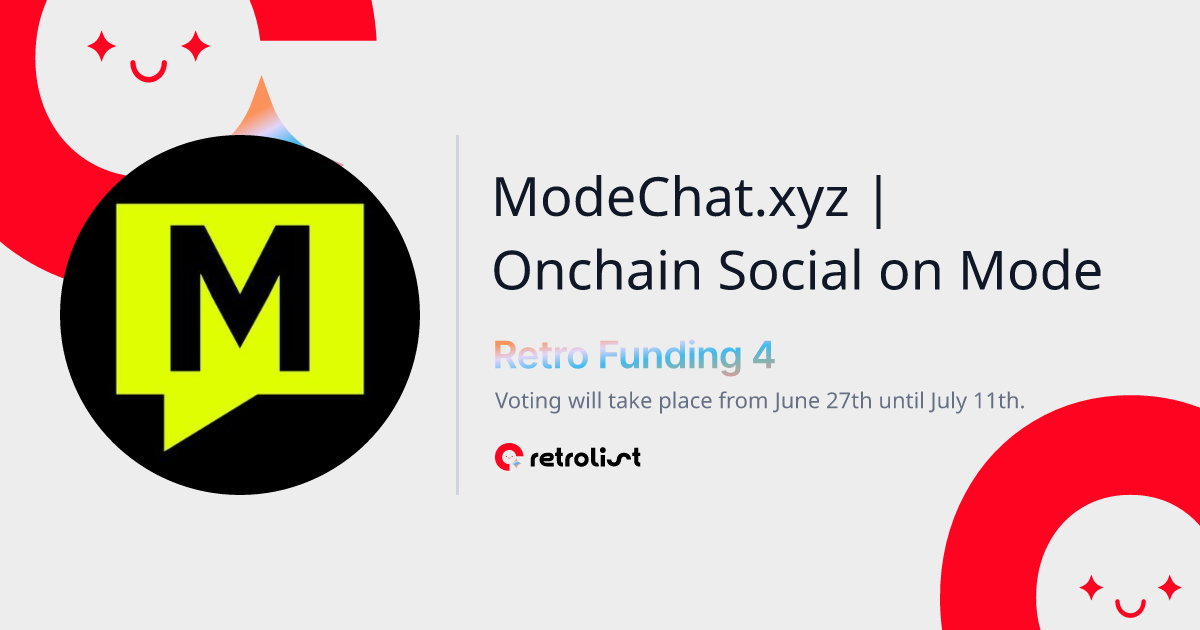 M
ModeChat.xyz |
Onchain Social on Mode
Retro Funding 4
Voting will take place from June 27th until July 11th.
retrolist